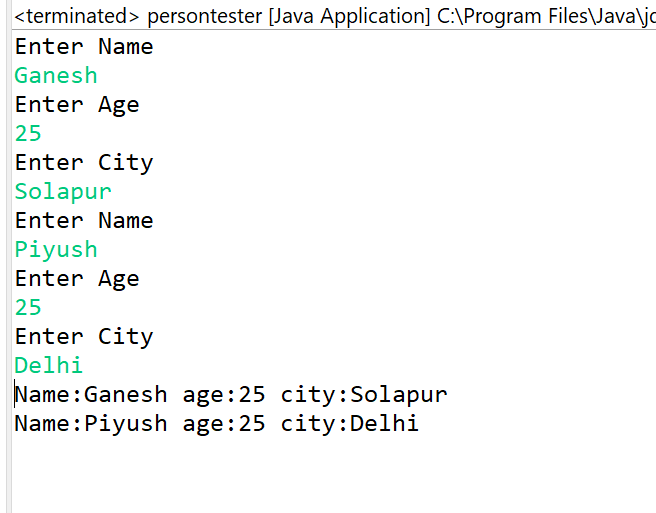 <terminated> persontester [Java Application] C:\Program Files\Java\jd
Enter Name
Ganesh
Enter Age
25
Enter City
Solapur
Enter Name
Piyush
Enter Age
25
Enter City
Delhi
Name:Ganesh age:25 city:Solapur
Name:Piyush age:25 city:Delhi